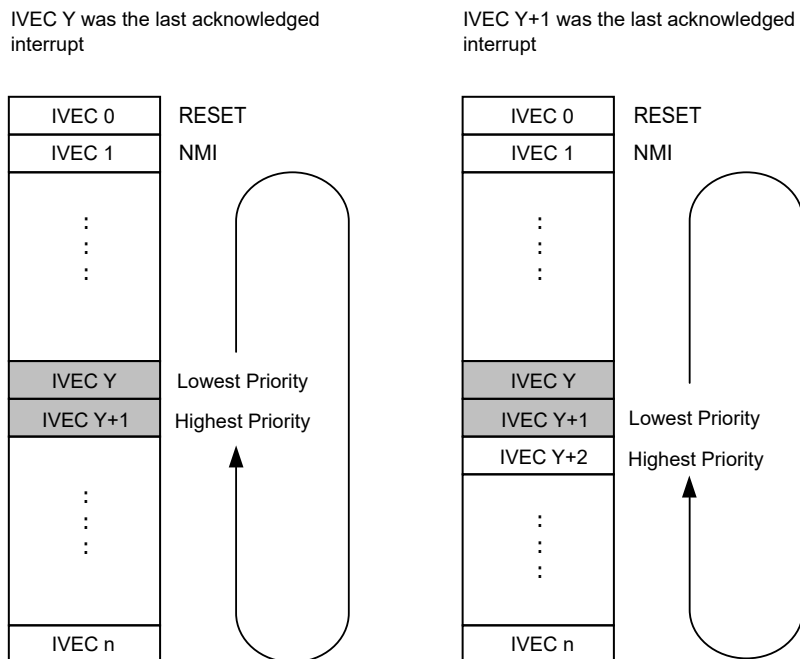 IVEC Y was the last acknowledged
interrupt
IVEC 0 RESET
IVEC 1 NMI
:
:
:
IVEC Y Lowest Priority
IVEC Y+1 Highest Priority
:
:
:
IVEC n
IVEC Y+1 was the last acknowledged
interrupt
IVEC 0 RESET
IVEC 1 NMI
:
:
:
IVEC Y
IVEC Y+1 Lowest Priority
IVEC Y+2 Highest Priority
:
:
:
IVEC n